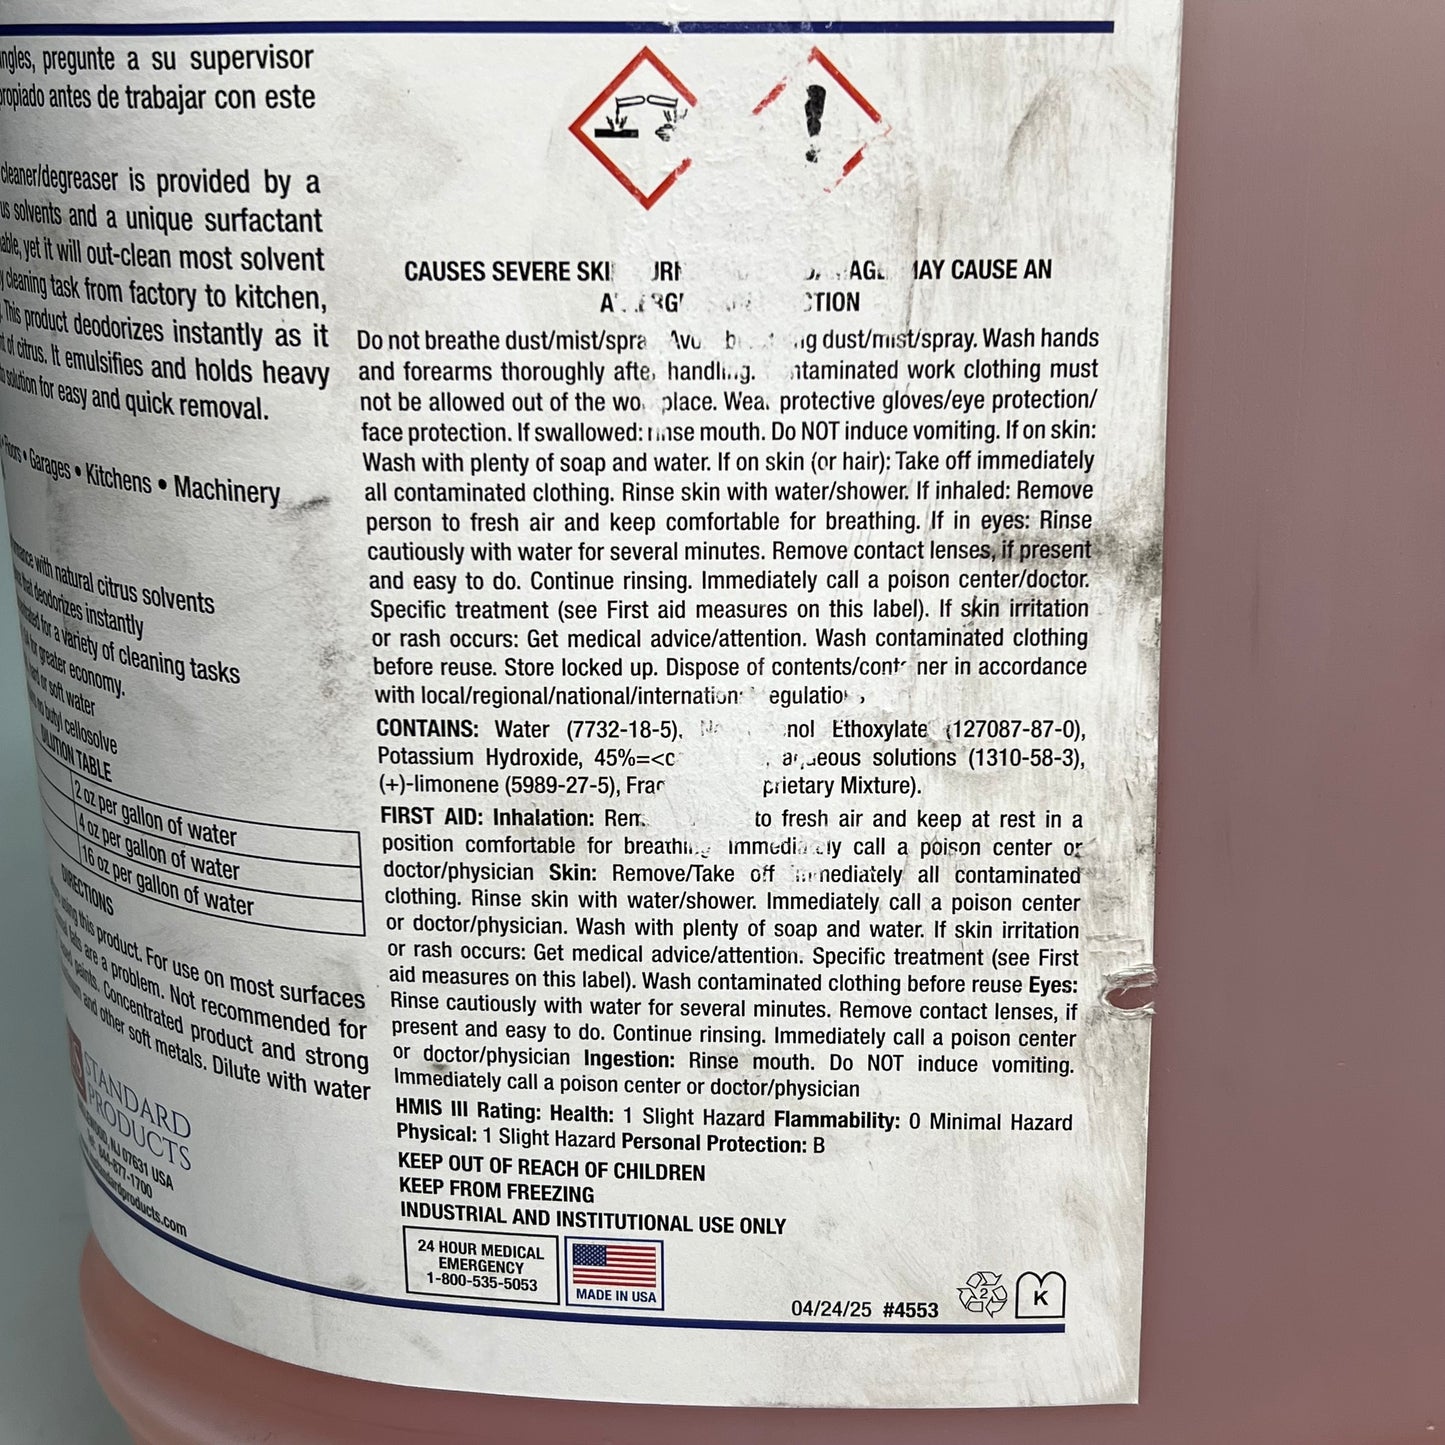 ngles, pregunte a su supervisor
ropiado antes de trabajar con este
cleaner/degreaser is provided by a
us solvents and a unique surfactant
able, yet it will out-clean most solvent
y cleaning task from factory to kitchen,
This product deodorizes instantly as it
t of citrus. It emulsifies and holds heavy
solution for easy and quick removal.
• Floors • Garages • Kitchens • Machinery
with natural citrus solvents
that deodorizes instantly
for a variety of cleaning tasks
for greater economy.
hard or soft water
no butyl cellosolve
DILUTION TABLE
2 oz per gallon of water
4 oz per gallon of water
16 oz per gallon of water
DIRECTIONS
using this product. For use on most surfaces
fats are a problem. Not recommended for
paints. Concentrated product and strong
and other soft metals. Dilute with water
STANDARD
PRODUCTS
NJ 07631 USA
844-877-1700
products.com
CAUSES SEVERE AY CAUSE AN
CTION
Do not breathe dust/mist/spra ng dust/mist/spray. Wash hands
and forearms thoroughly after handling. ntaminated work clothing must
not be allowed out of the wo place. Wear protective gloves/eye protection/
face protection. If swallowed: rinse mouth. Do NOT induce vomiting. If on skin:
Wash with plenty of soap and water. If on skin (or hair): Take off immediately
all contaminated clothing. Rinse skin with water/shower. If inhaled: Remove
person to fresh air and keep comfortable for breathing. If in eyes: Rinse
cautiously with water for several minutes. Remove contact lenses, if present
and easy to do. Continue rinsing. Immediately call a poison center/doctor.
Specific treatment (see First aid measures on this label). If skin irritation
or rash occurs: Get medical advice/attention. Wash contaminated clothing
before reuse. Store locked up. Dispose of contents/cont ner in accordance
with local/regional/national/internation egulatio
CONTAINS: Water (7732-18-5), nol Ethoxylate (127087-87-0),
Potassium Hydroxide, 45%=<c aqueous solutions (1310-58-3),
(+)-limonene (5989-27-5), Fra prietary Mixture).
FIRST AID: Inhalation: Rem to fresh air and keep at rest in a
position comfortable for breathing Immediately call a poison center or
doctor/physician Skin: Remove/Take off immediately all contaminated
clothing. Rinse skin with water/shower. Immediately call a poison center
or doctor/physician. Wash with plenty of soap and water. If skin irritation
or rash occurs: Get medical advice/attention. Specific treatment (see First
aid measures on this label). Wash contaminated clothing before reuse Eyes:
Rinse cautiously with water for several minutes. Remove contact lenses, if
present and easy to do. Continue rinsing. Immediately call a poison center
or doctor/physician Ingestion: Rinse mouth. Do NOT induce vomiting.
Immediately call a poison center or doctor/physician
HMIS III Rating: Health: 1 Slight Hazard Flammability: 0 Minimal Hazard
Physical: 1 Slight Hazard Personal Protection: B
KEEP OUT OF REACH OF CHILDREN
KEEP FROM FREEZING
INDUSTRIAL AND INSTITUTIONAL USE ONLY
24 HOUR MEDICAL
EMERGENCY
1-800-535-5053
MADE IN USA
04/24/25 #4553
2
K